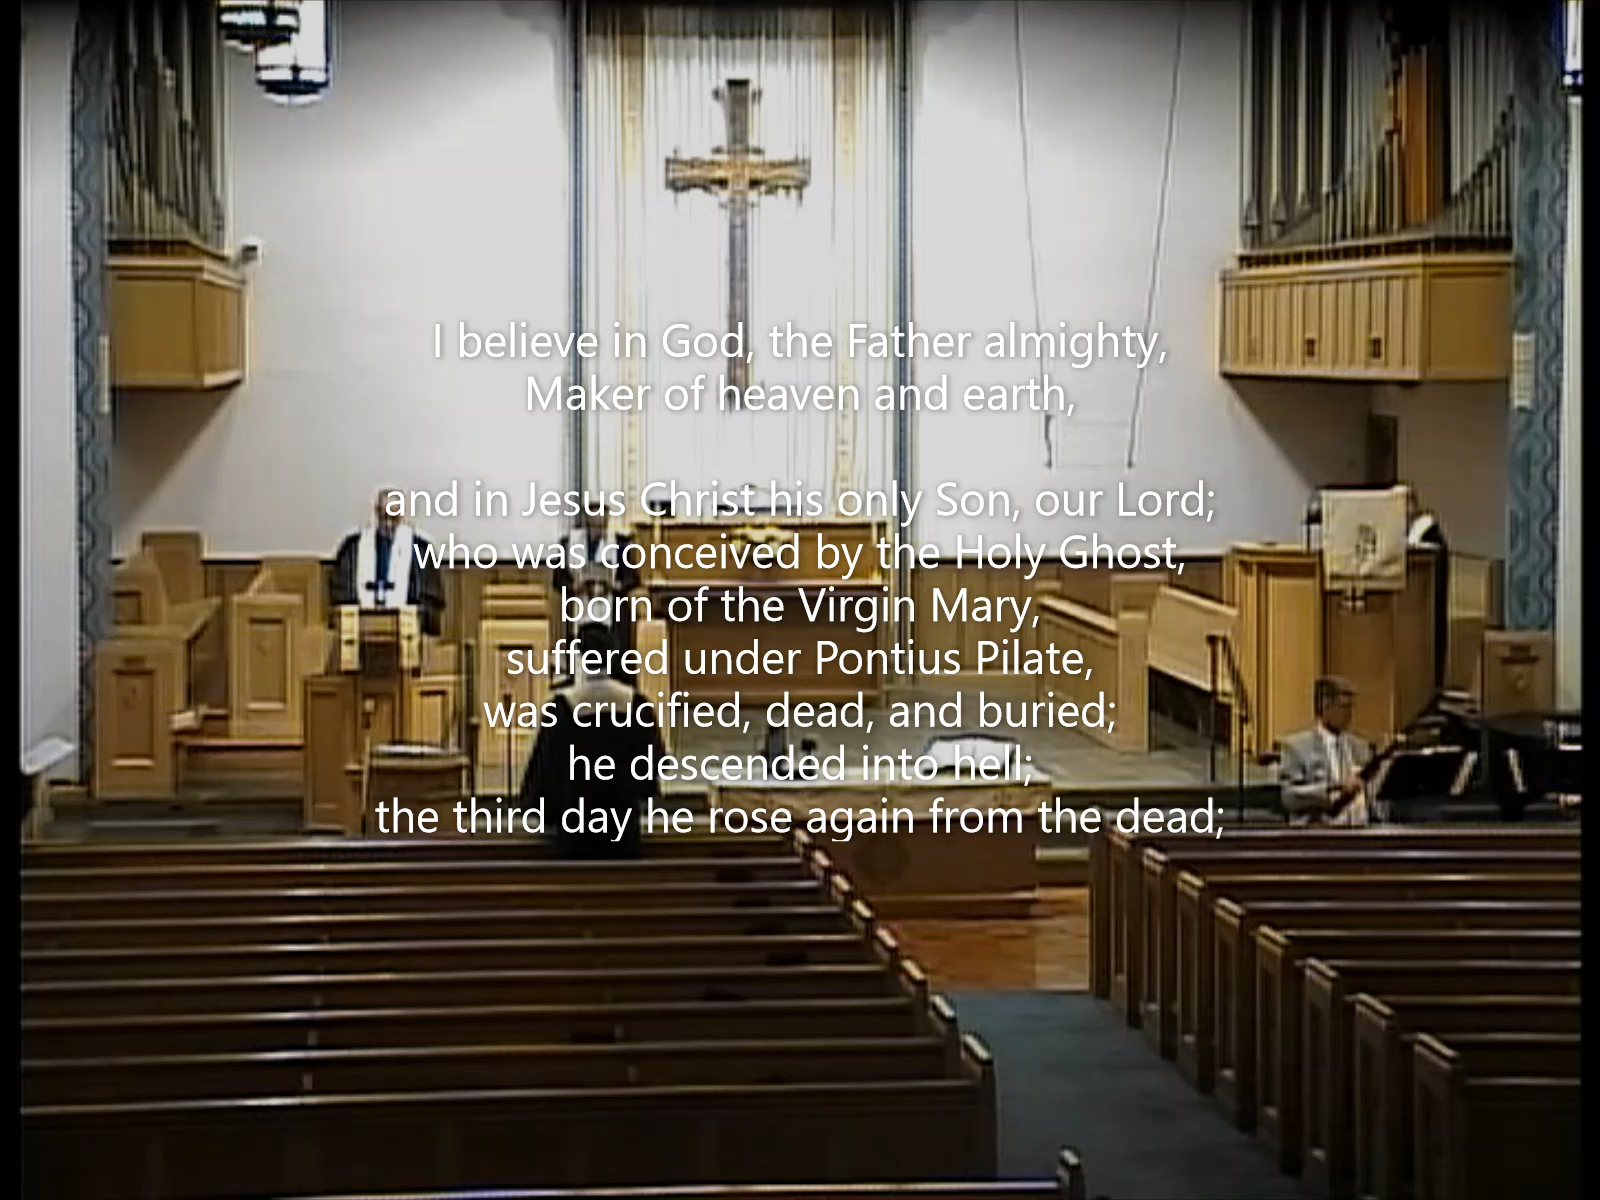 I believe in God, the Father almighty,
Maker of heaven and earth,
and in Jesus Christ his only Son, our Lord;
who was conceived by the Holy Ghost,
born of the Virgin Mary,
suffered under Pontius Pilate,
was crucified, dead, and buried;
he descended into hell;
the third day he rose again from the dead;